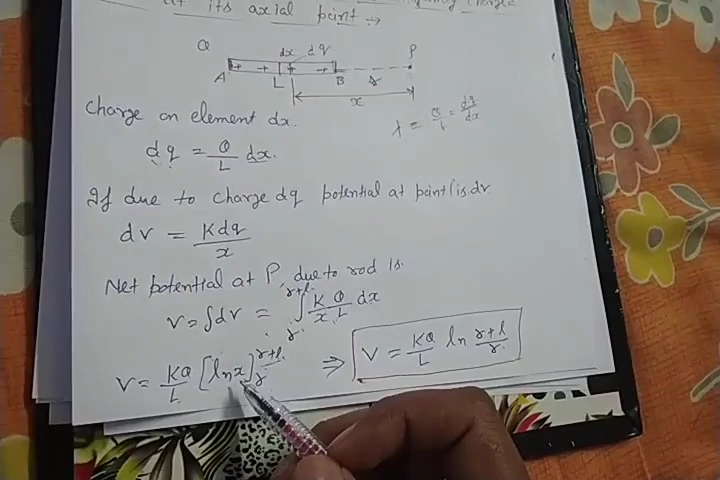 at its axial point →
Q dx dq P
A + + L + + B r
x
Charge on element dx.
λ = Q/L = dq/dx
dq = Q/L dx.
If due to charge dq potential at point P is dv
dv = Kdq/x
Net potential at P, due to rod is.
V = ∫dv = ∫_r^{r+l} K/x Q/L dx
V = KQ/L [ln x]_r^{r+l} ⇒ V = KQ/L ln r+l/r